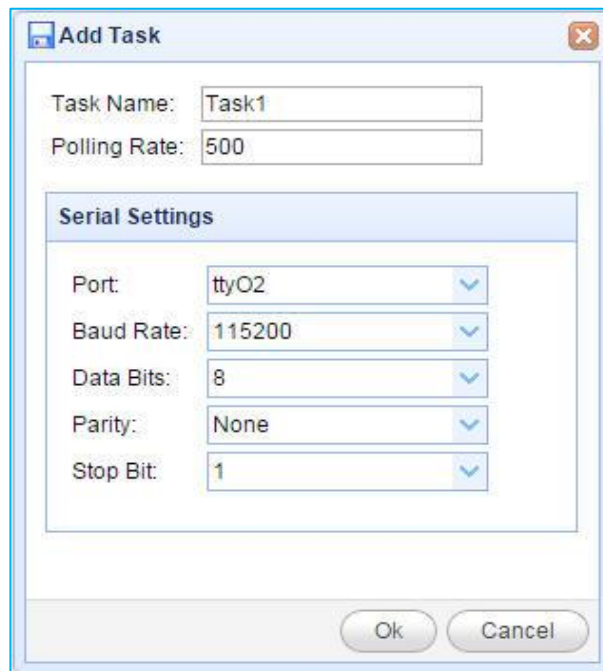 Add Task
Task Name: Task1
Polling Rate: 500
Serial Settings
Port: ttyO2
Baud Rate: 115200
Data Bits: 8
Parity: None
Stop Bit: 1
Ok Cancel